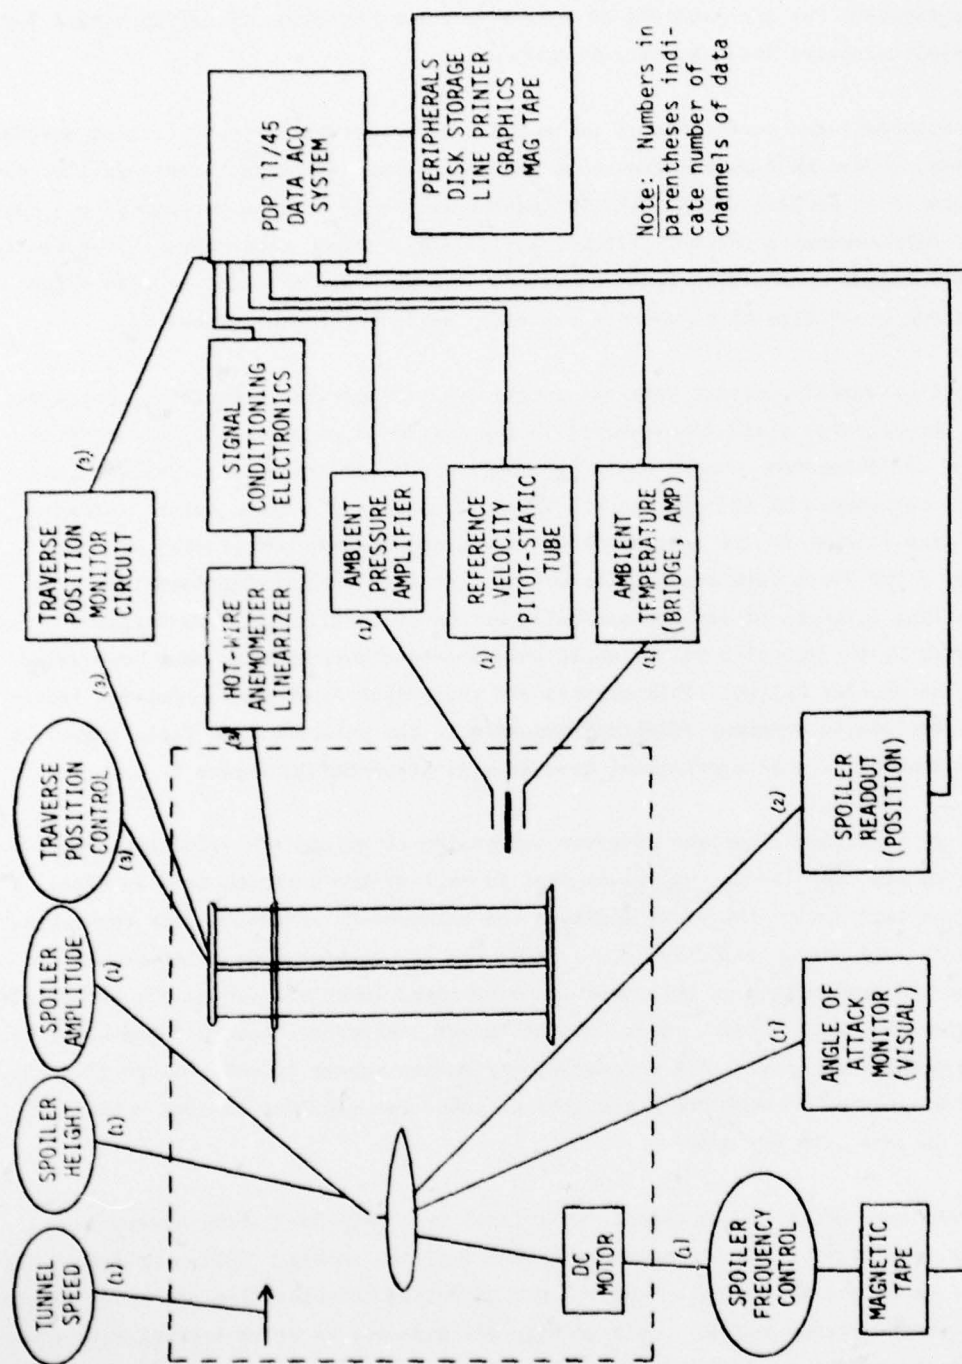 TUNNEL
SPEED
(1)
SPOILER
HEIGHT
(1)
SPOILER
AMPLITUDE
(1)
TRAVERSE
POSITION
CONTROL
(3)
TRAVERSE
POSITION
MONITOR
CIRCUIT
(3)
(3)
HOT-WIRE
ANEMOMETER
LINEARIZER
(3)
SIGNAL
CONDITIONING
ELECTRONICS
PDP 11/45
DATA ACQ
SYSTEM
AMBIENT
PRESSURE
AMPLIFIER
(1)
REFERENCE
VELOCITY
PITOT-STATIC
TUBE
(1)
AMBIENT
TEMPERATURE
(BRIDGE, AMP)
(1)
PERIPHERALS
DISK STORAGE
LINE PRINTER
GRAPHICS
MAG TAPE
DC
MOTOR
(1)
SPOILER
FREQUENCY
CONTROL
MAGNETIC
TAPE
ANGLE OF
ATTACK
MONITOR
(VISUAL)
(1)
SPOILER
READOUT
(POSITION)
(2)
Note: Numbers in
parentheses indi-
cate number of
channels of data